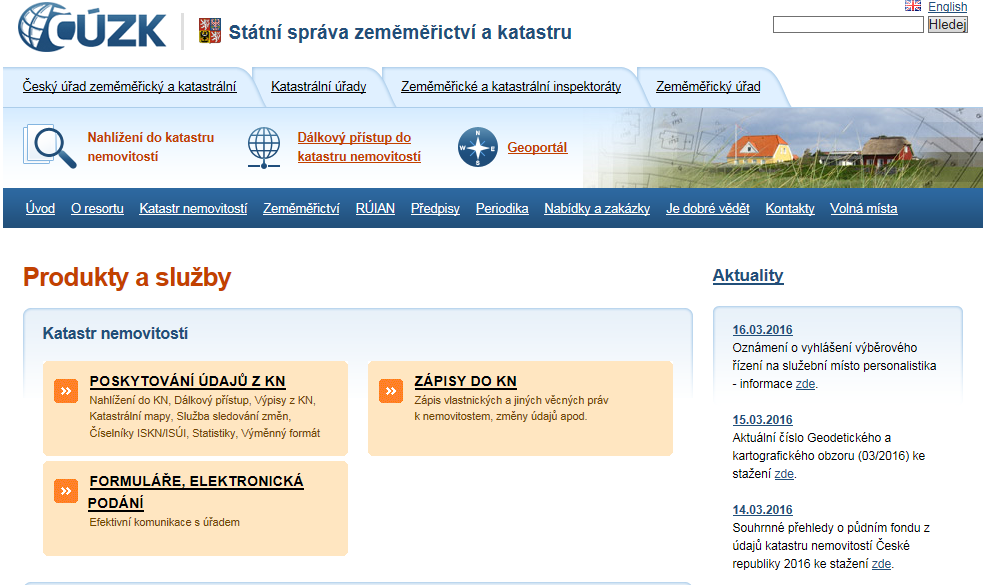 English
ČÚZK
Státní správa zeměměřictví a katastru
Hledej
Český úřad zeměměřický a katastrální
Katastrální úřady
Zeměměřické a katastrální inspektoráty
Zeměměřický úřad
Nahlížení do katastru
nemovitostí
Dálkový přístup do
katastru nemovitostí
N
W E
S
Geoportál
Úvod O resortu Katastr nemovitostí Zeměměřictví RÚIAN Předpisy Periodika Nabídky a zakázky Je dobré vědět Kontakty Volná místa
Produkty a služby
Katastr nemovitostí
POSKYTOVÁNÍ ÚDAJŮ Z KN
Nahlížení do KN, Dálkový přístup, Výpisy z KN,
Katastrální mapy, Služba sledování změn,
Číselníky ISKN/ISÚI, Statistiky, Výměnný formát
ZÁPISY DO KN
Zápis vlastnických a jiných věcných práv
k nemovitostem, změny údajů apod.
FORMULÁŘE, ELEKTRONICKÁ
PODÁNÍ
Efektivní komunikace s úřadem
Aktuality
16.03.2016
Oznámení o vyhlášení výběrového
řízení na služební místo personalistika
- informace zde.
15.03.2016
Aktuální číslo Geodetického a
kartografického obzoru (03/2016) ke
stažení zde.
14.03.2016
Souhrnné přehledy o půdním fondu z
údajů katastru nemovitostí České
republiky 2016 ke stažení zde.